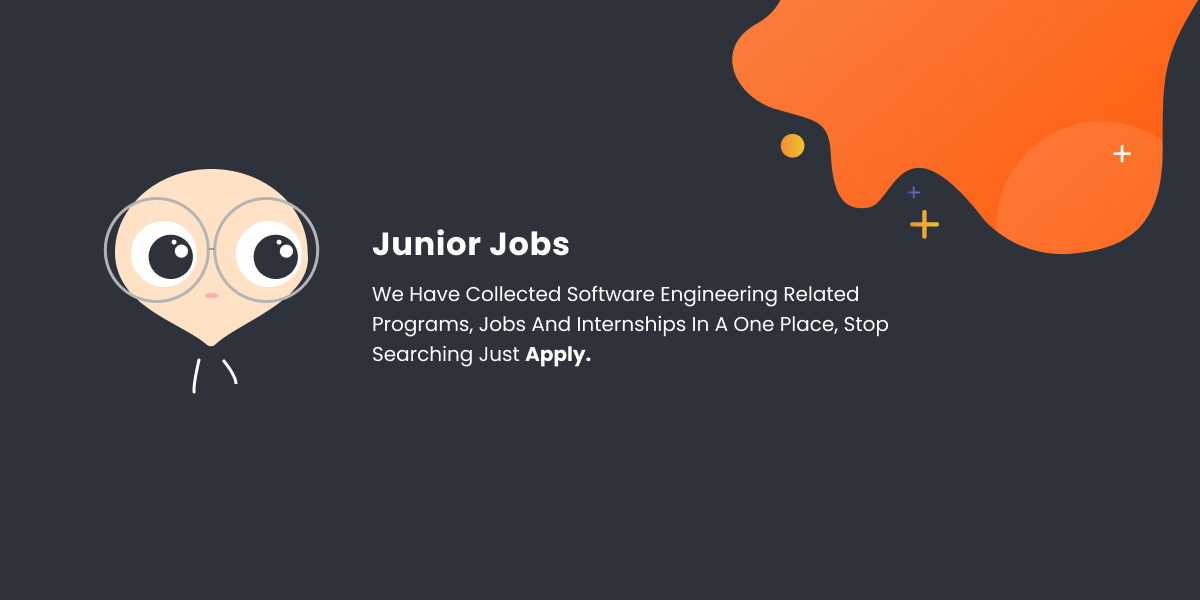 Junior Jobs
We Have Collected Software Engineering Related
Programs, Jobs And Internships In A One Place, Stop
Searching Just Apply.